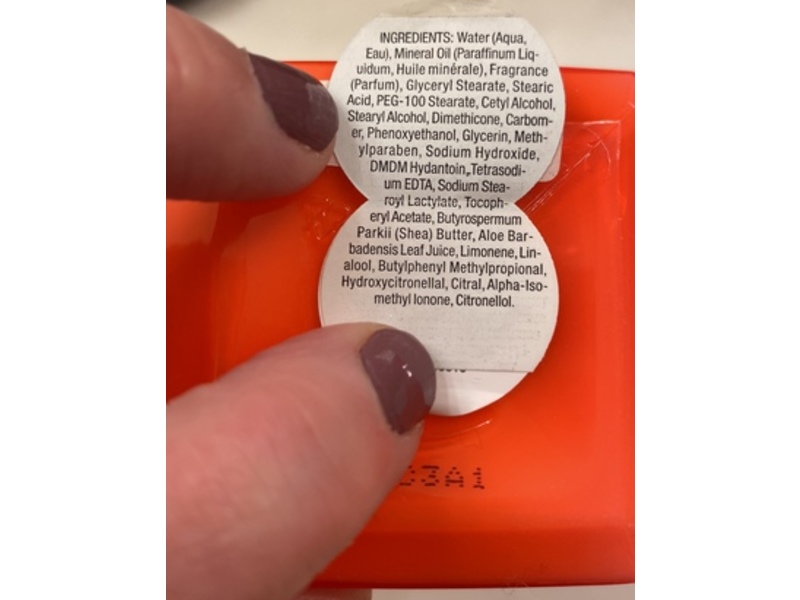 INGREDIENTS: Water (Aqua,
Eau), Mineral Oil (Paraffinum Liq-
uidum, Huile minérale), Fragrance
(Parfum), Glyceryl Stearate, Stearic
Acid, PEG-100 Stearate, Cetyl Alcohol,
Stearyl Alcohol, Dimethicone, Carbom-
er, Phenoxyethanol, Glycerin, Meth-
ylparaben, Sodium Hydroxide,
DMDM Hydantoin, Tetrasodi-
um EDTA, Sodium Stea-
royl Lactylate, Tocoph-
eryl Acetate, Butyrospermum
Parkii (Shea) Butter, Aloe Bar-
badensis Leaf Juice, Limonene, Lin-
alool, Butylphenyl Methylpropional,
Hydroxycitronellal, Citral, Alpha-Iso-
methyl Ionone, Citronellol.